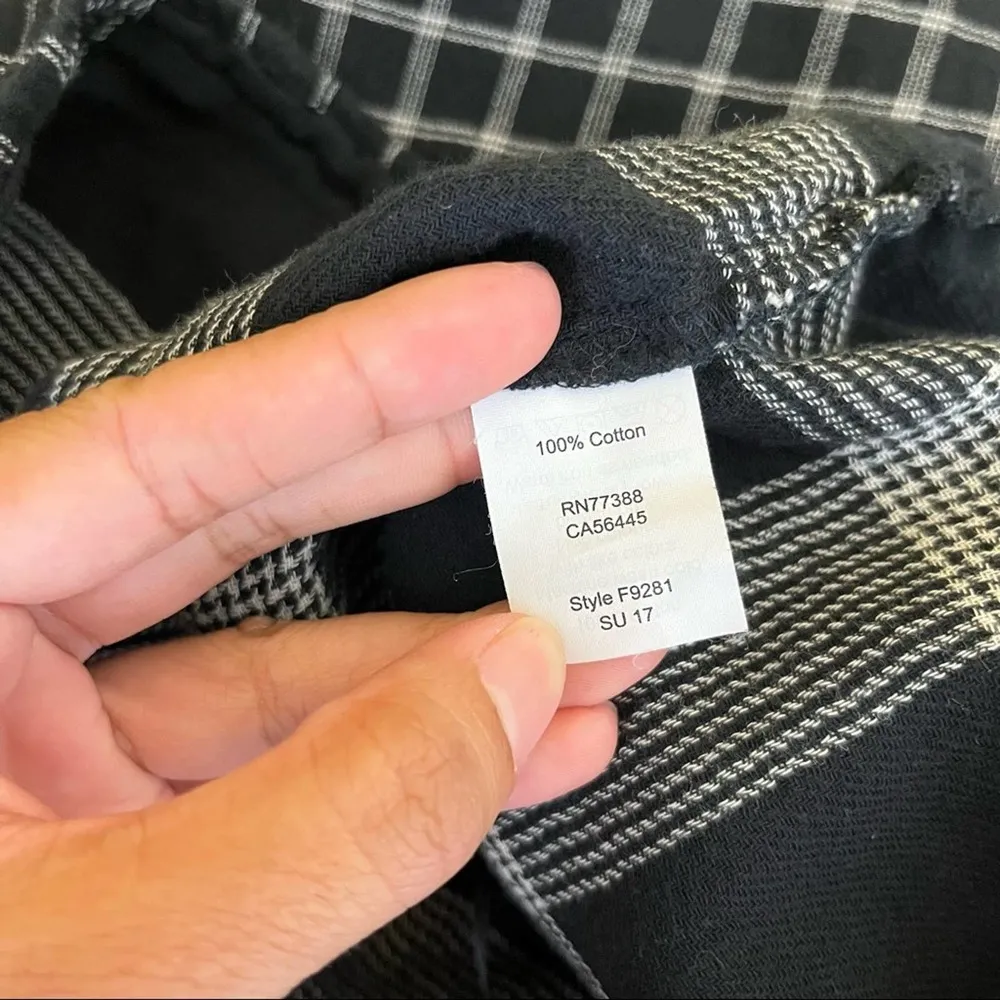 100% Cotton
RN77388
CA56445
Style F9281
SU 17